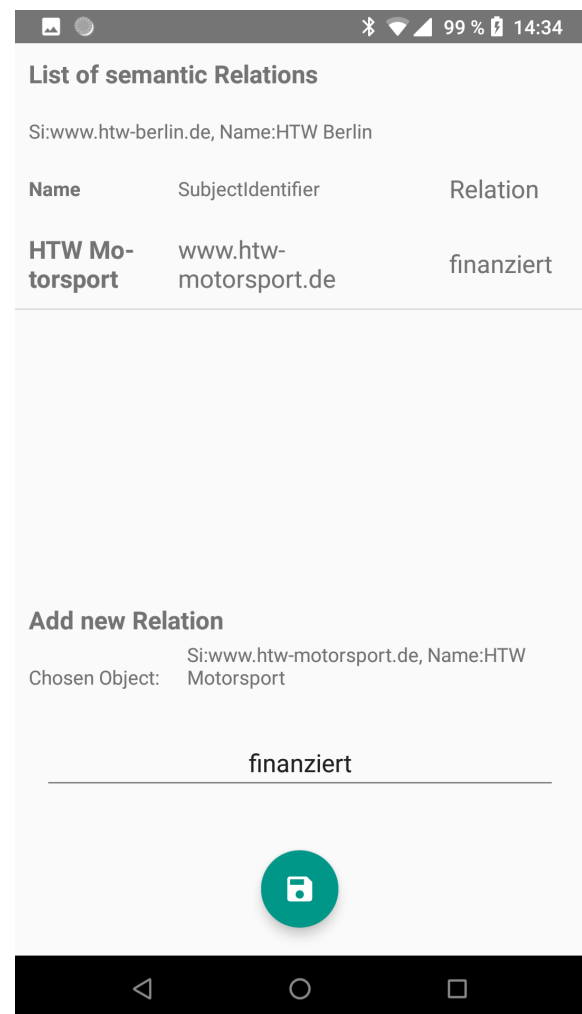 99 % 14:34
List of semantic Relations
Si:www.htw-berlin.de, Name:HTW Berlin
Name SubjectIdentifier Relation
HTW Mo- www.htw- finanziert
torsport motorsport.de
Add new Relation
Si:www.htw-motorsport.de, Name:HTW
Chosen Object: Motorsport
finanziert